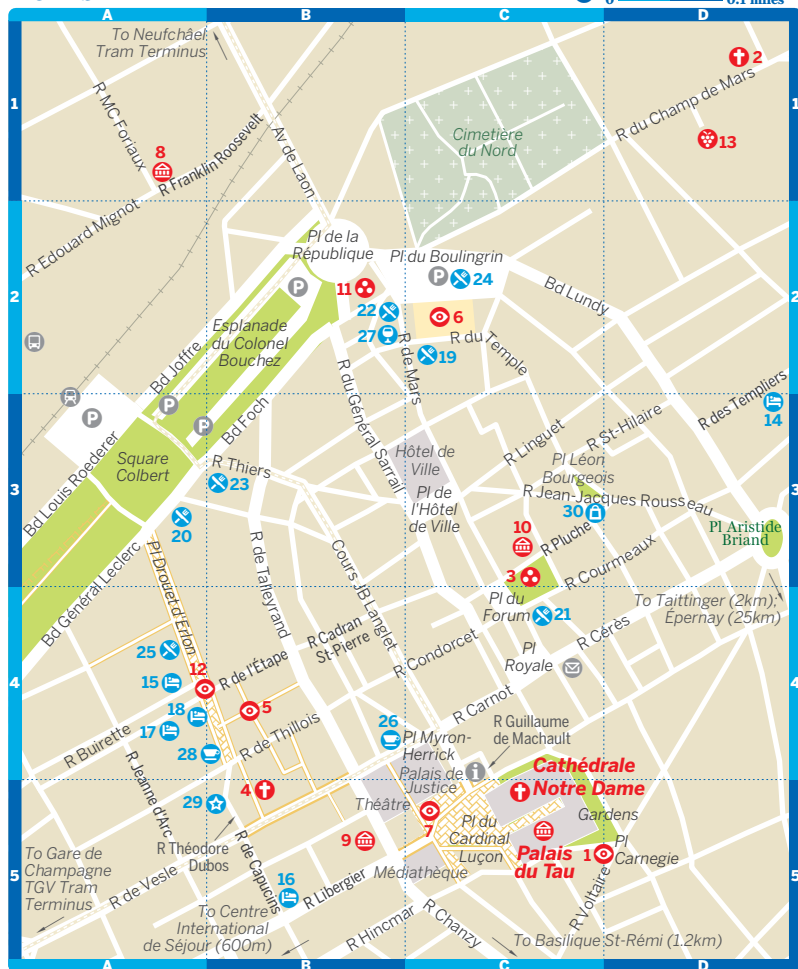 0
0.1 miles
A
B
C
D
1
1
To Neufchâel
Tram Terminus
R MC Foriaux
8
R Franklin Roosevelt
Av de Laon
Cimetière
du Nord
2
R du Champ de Mars
13
R Edouard Mignot
2
2
Pl de la
République
Pl du Boulingrin
P
24
P
11
22
27
6
Bd Lundy
Esplanade
du Colonel
Bouchez
R de Mars
19
R du Temple
Bd Joffre
R du Général Sarrail
P
P
P
Bd Foch
R des Templiers
14
3
3
Bd Louis Roederer
Square
Colbert
R Thiers
23
20
Hôtel de
Ville
Pl de
l'Hôtel
de Ville
R Linguet
R St-Hilaire
Pl Léon
Bourgeois
R Jean-Jacques Rousseau
30
10
R Pluche
3
R Courmeaux
Pl Aristide
Briand
Bd Général Leclerc
Pl Drouet d'Erlon
R de Talleyrand
Cours JB Langlet
Pl du
Forum
21
To Taittinger (2km);
Épernay (25km)
4
4
R Cadran
St-Pierre
R Condorcet
Pl
Royale
R Cérès
25
12
R de l'Étape
15
5
18
17
R Buirette
28
R de Thillois
26
Pl Myron-
Herrick
R Carnot
R Guillaume
de Machault
i
Palais de
Justice
Cathédrale
Notre Dame
R Jeanne d'Arc
4
29
Théâtre
7
Gardens
R Théodore
Dubos
9
Pl du
Cardinal
Luçon
Palais
du Tau
1
Pl
Carnegie
5
5
To Gare de
Champagne
TGV Tram
Terminus
R de Vesle
R de Capucins
16
R Libergier
Médiathèque
R Voltaire
To Centre
International
de Séjour (600m)
R Hincmar
R Chanzy
To Basilique St-Rémi (1.2km)
A
B
C
D